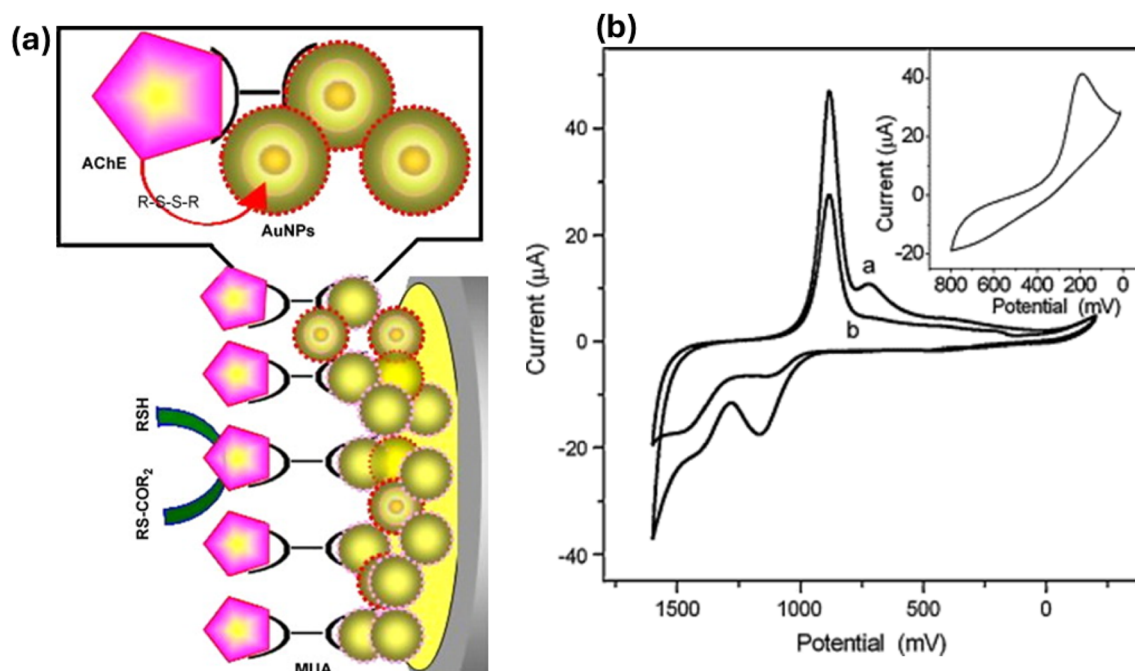 (a)
AChE
R-S-S-R
AuNPs
RSH
RS-COR₂
MUA
(b)
Current (μA)
40
20
0
-20
-40
1500
1000
500
0
Potential (mV)
a
b
Current (μA)
40
20
0
-20
800 600 400 200 0
Potential (mV)